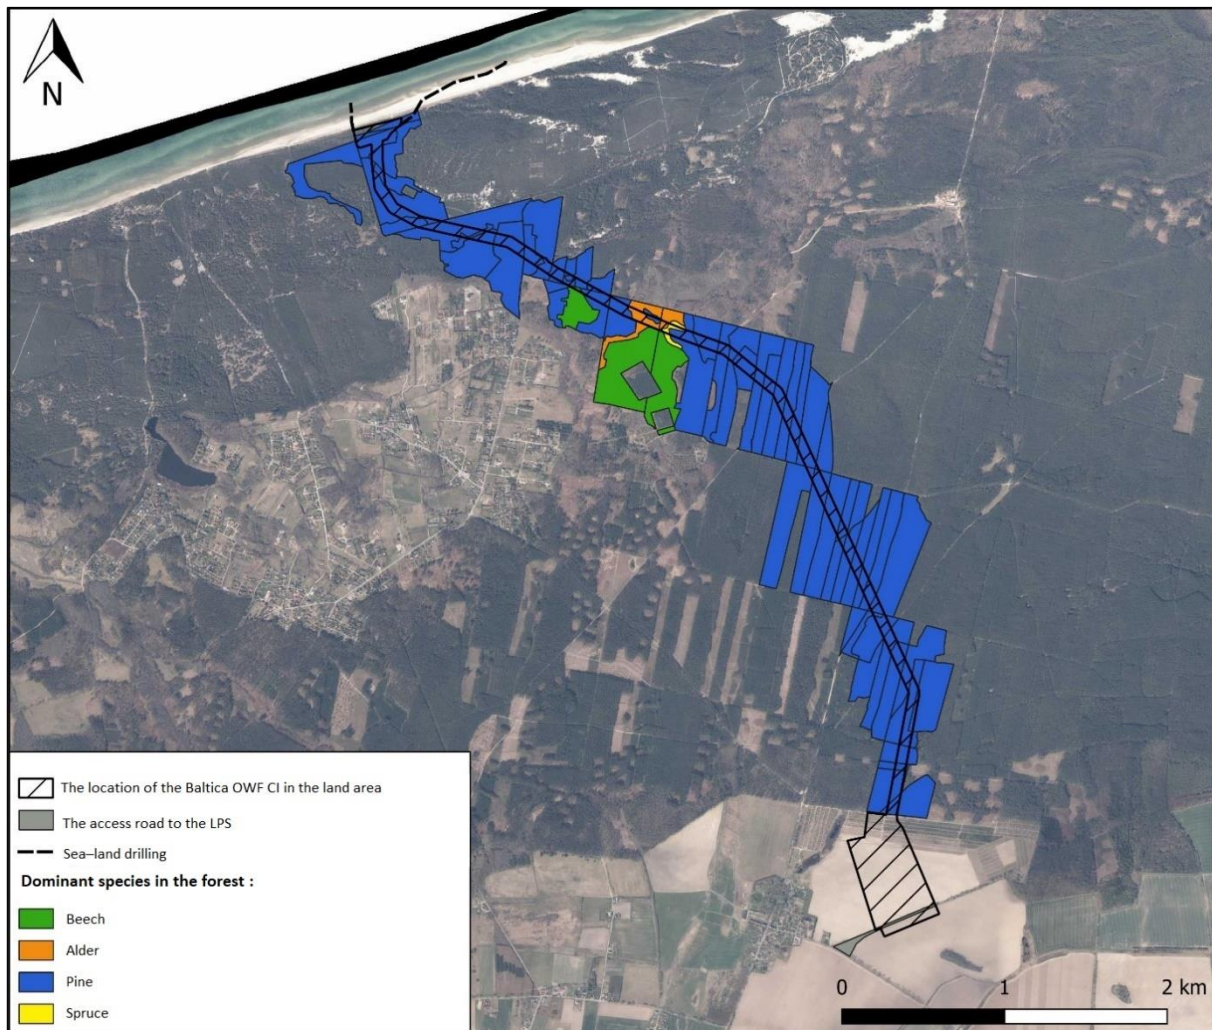 N
The location of the Baltica OWF CI in the land area
The access road to the LPS
Sea–land drilling
Dominant species in the forest :
Beech
Alder
Pine
Spruce
0 1 2 km